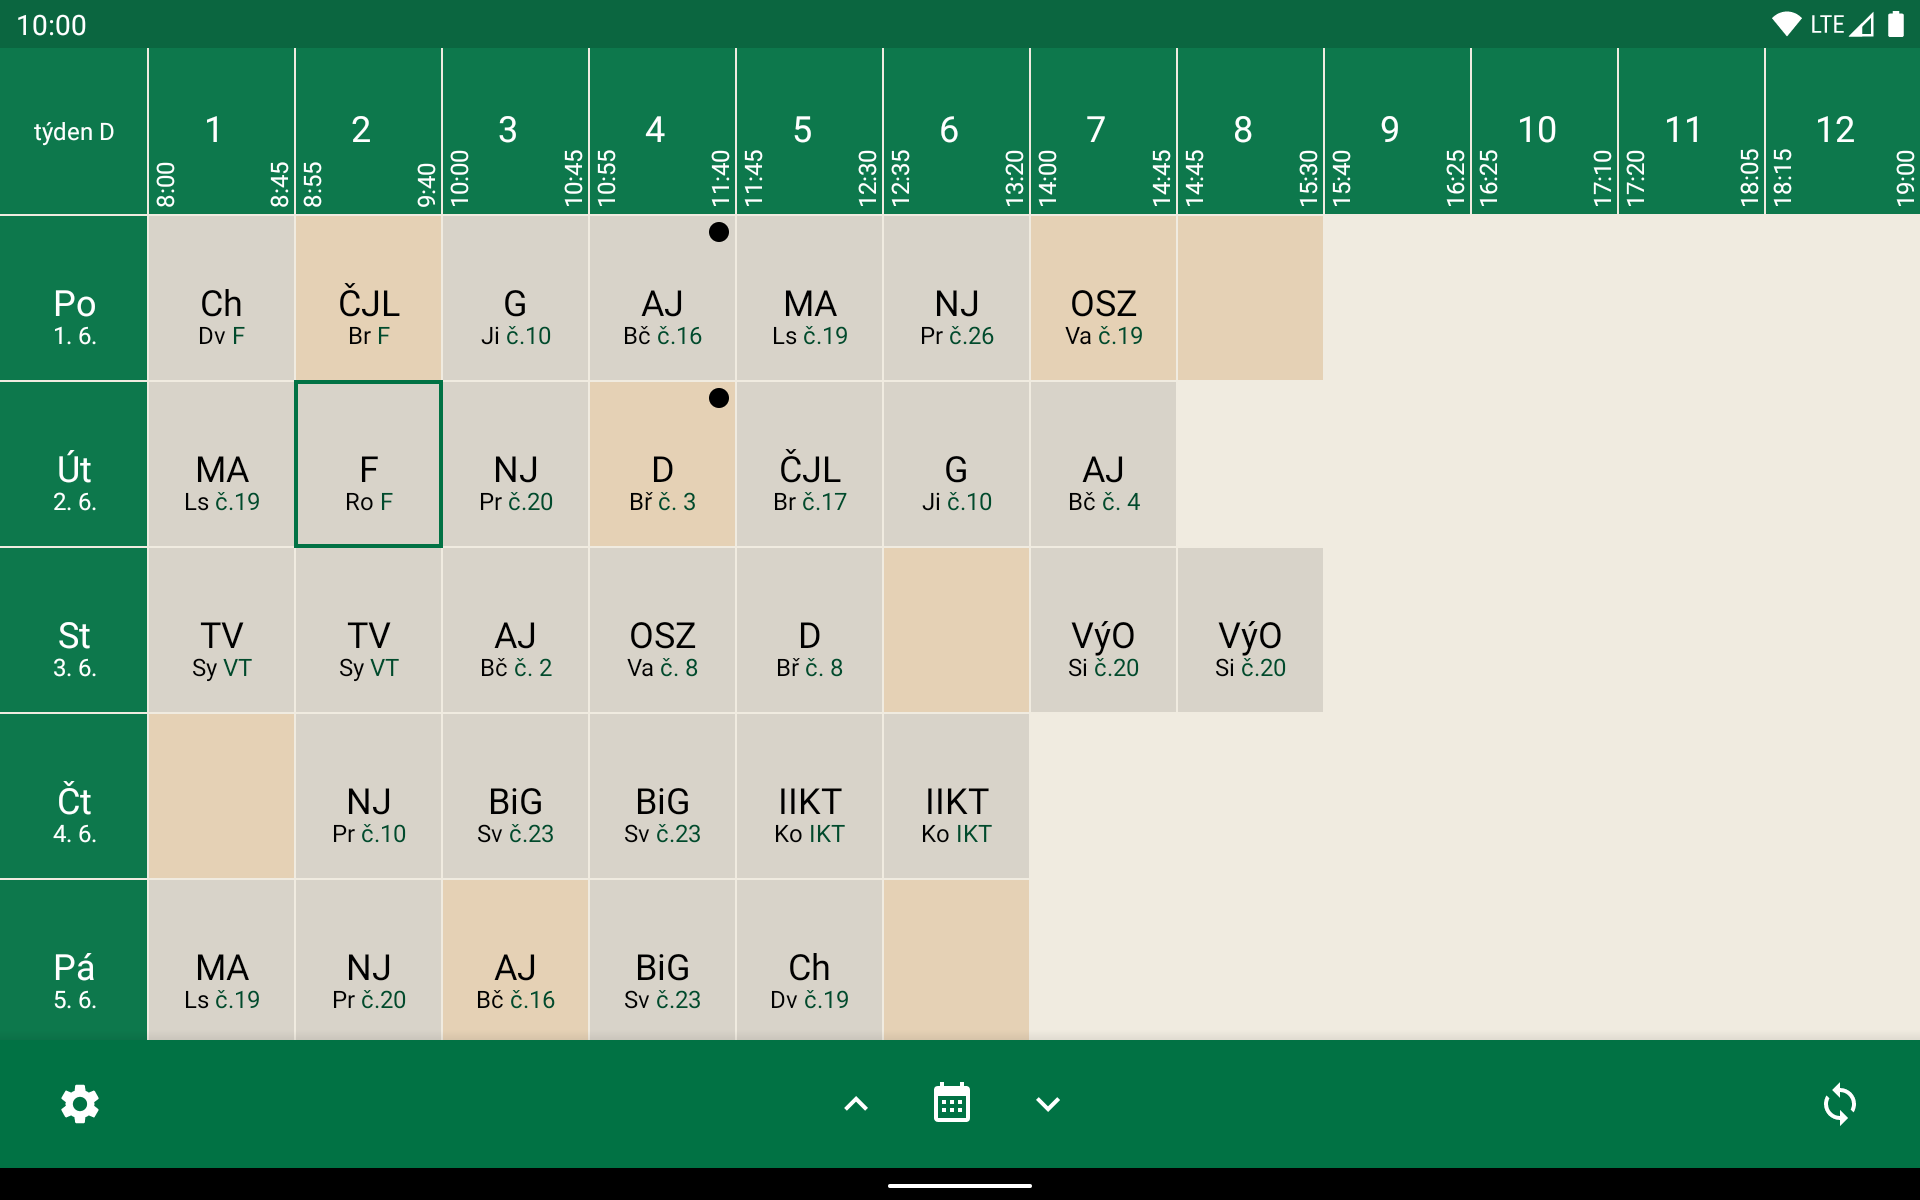 10:00 LTE
týden D
1 2 3 4 5 6 7 8 9 10 11 12
8:00 8:45 8:55 9:40 10:00 10:45 10:55 11:40 11:45 12:30 12:35 13:20 14:00 14:45 14:45 15:30 15:40 16:25 16:25 17:10 17:20 18:05 18:15 19:00
Po Ch ČJL G AJ MA NJ OSZ
1. 6. Dv F Br F Ji č.10 Bč č.16 Ls č.19 Pr č.26 Va č.19
Út MA F NJ D ČJL G AJ
2. 6. Ls č.19 Ro F Pr č.20 Bř č. 3 Br č.17 Ji č.10 Bč č. 4
St TV TV AJ OSZ D VýO VýO
3. 6. Sy VT Sy VT Bč č. 2 Va č. 8 Bř č. 8 Si č.20 Si č.20
Čt NJ BiG BiG IIKT IIKT
4. 6. Pr č.10 Sv č.23 Sv č.23 Ko IKT Ko IKT
Pá MA NJ AJ BiG Ch
5. 6. Ls č.19 Pr č.20 Bč č.16 Sv č.23 Dv č.19